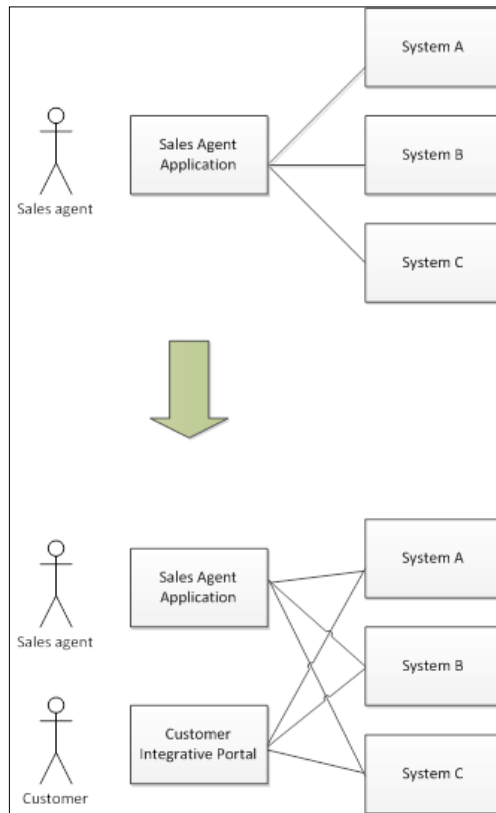 System A
Sales Agent
Application
System B
Sales agent
System C
Sales Agent
Application
System A
Sales agent
System B
Customer
Integrative Portal
System C
Customer